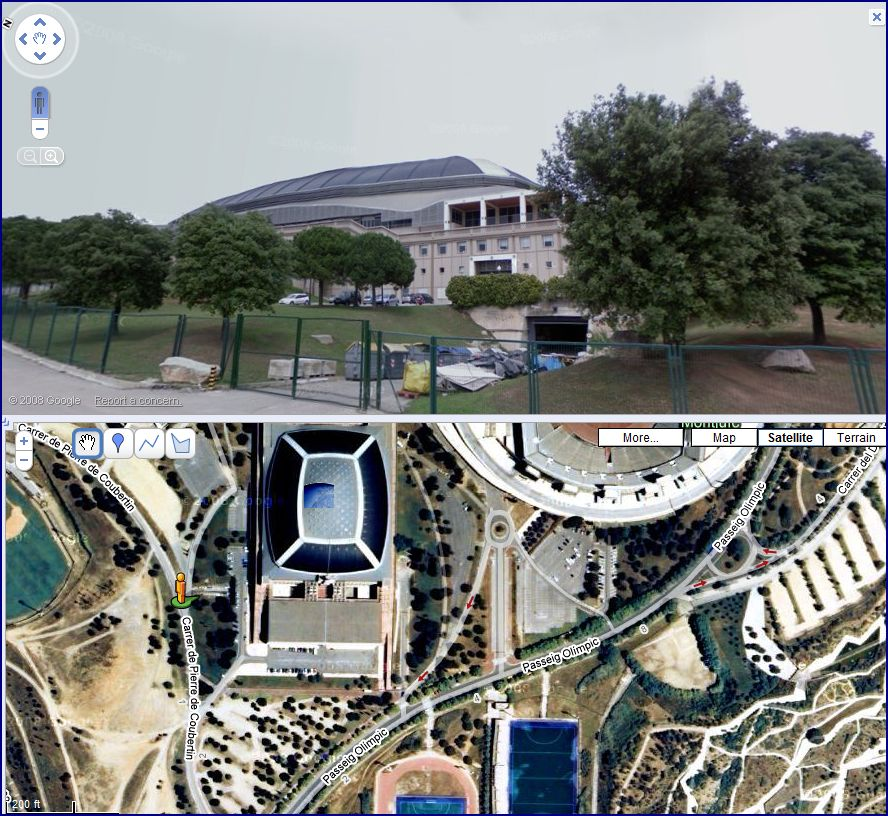 N
© 2008 Google
Report a concern.
Carrer de Pierre de Coubertin
More...
Map
Satellite
Terrain
Passeig Olímpic
Passeig Olímpic
Passeig Olímpic
Carrer de Pierre de Coubertin
200 ft